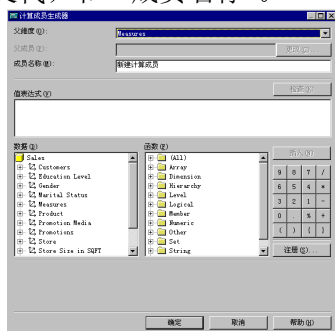 计算成员生成器
父维度(D):
Measures
父成员(P):
更改(C)...
成员名称(M):
新建计算成员
值表达式(V)
检查(K)
数据(D)
函数(F)
插入(N)
Sales
Customers
Education Level
Gender
Marital Status
Measures
Product
Promotion Media
Promotions
Store
Store Size in SQFT
(All)
Array
Dimension
Hierarchy
Level
Logical
Member
Numeric
Other
Set
String
9 8 7 /
6 5 4 *
3 2 1 -
0 % +
( ) { }
注册(G)...
确定
取消
帮助(H)